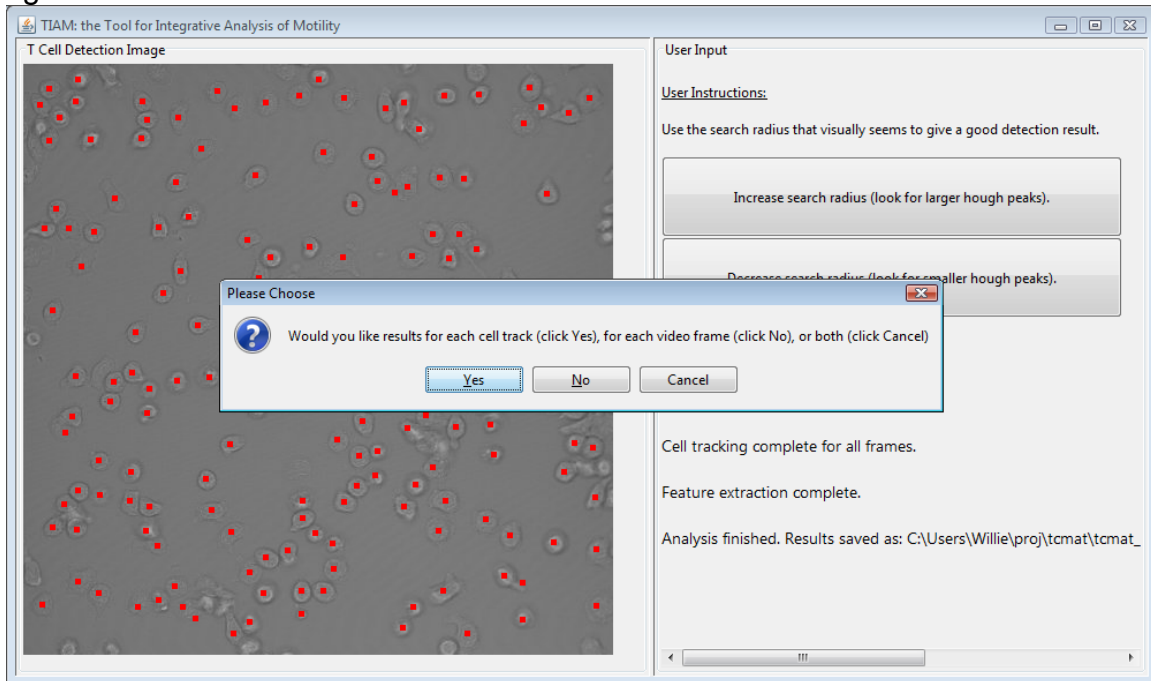 TIAM: the Tool for Integrative Analysis of Motility
T Cell Detection Image
User Input
User Instructions:
Use the search radius that visually seems to give a good detection result.
Increase search radius (look for larger hough peaks).
Decrease search radius (look for smaller hough peaks).
Please Choose
Would you like results for each cell track (click Yes), for each video frame (click No), or both (click Cancel)
Yes
No
Cancel
Cell tracking complete for all frames.
Feature extraction complete.
Analysis finished. Results saved as: C:\Users\Willie\proj\tcmat\tcmat_